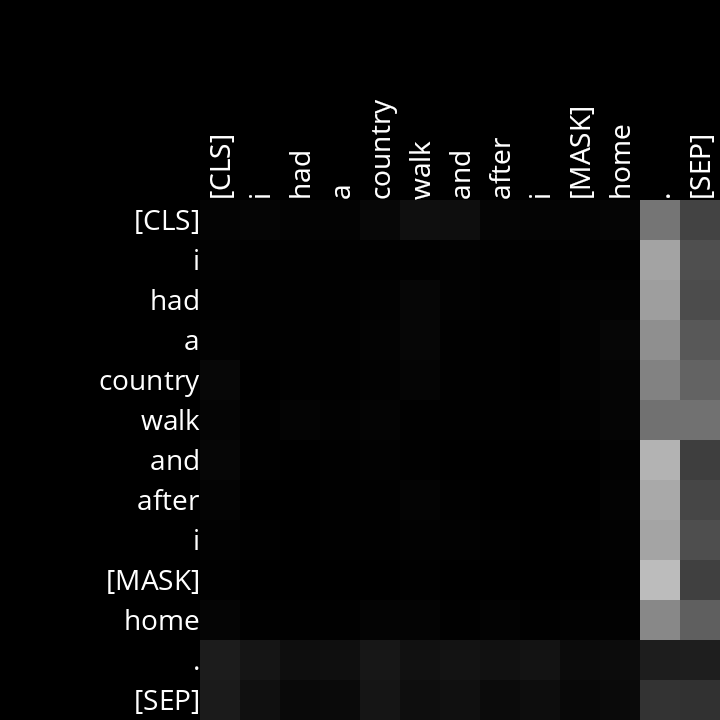 [CLS] i had a country walk and after i [MASK] home . [SEP]
[CLS]
i
had
a
country
walk
and
after
i
[MASK]
home
.
[SEP]